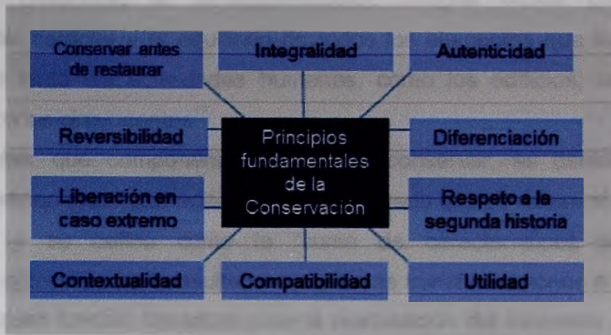 Conservar antes
de restaurar
Integralidad
Autenticidad
Reversibilidad
Principios
fundamentales
de la
Conservación
Diferenciación
Liberación en
caso extremo
Respeto a la
segunda historia
Contextualidad
Compatibilidad
Utilidad